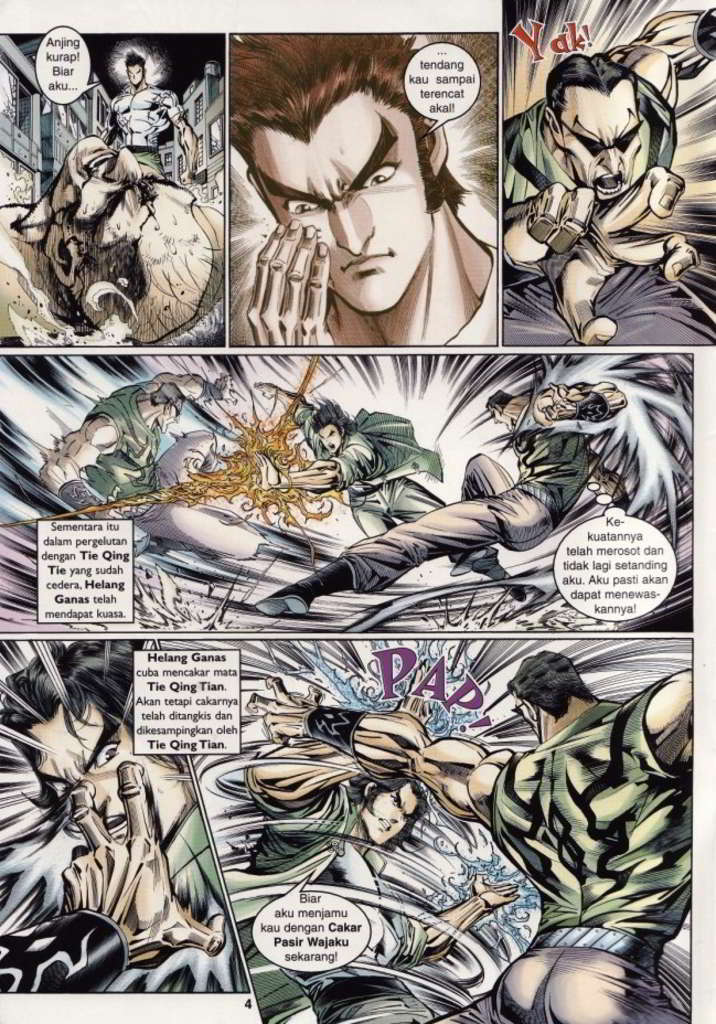 Anjing
kurap!
Biar
aku...
...
tendang
kau sampai
terencat
akal!
Yak!
Sementara itu
dalam pergelutan
dengan Tie Qing
Tie yang sudah
cedera, Helang
Ganas telah
mendapat kuasa.
Ke-
kuatannya
telah merosot dan
tidak lagi setanding
aku. Aku pasti akan
dapat menewas-
kannya!
Helang Ganas
cuba mencakar mata
Tie Qing Tian.
Akan tetapi cakarnya
telah ditangkis dan
dikesampingkan oleh
Tie Qing Tian.
PAP!
Biar
aku menjamu
kau dengan Cakar
Pasir Wajaku
sekarang!
4